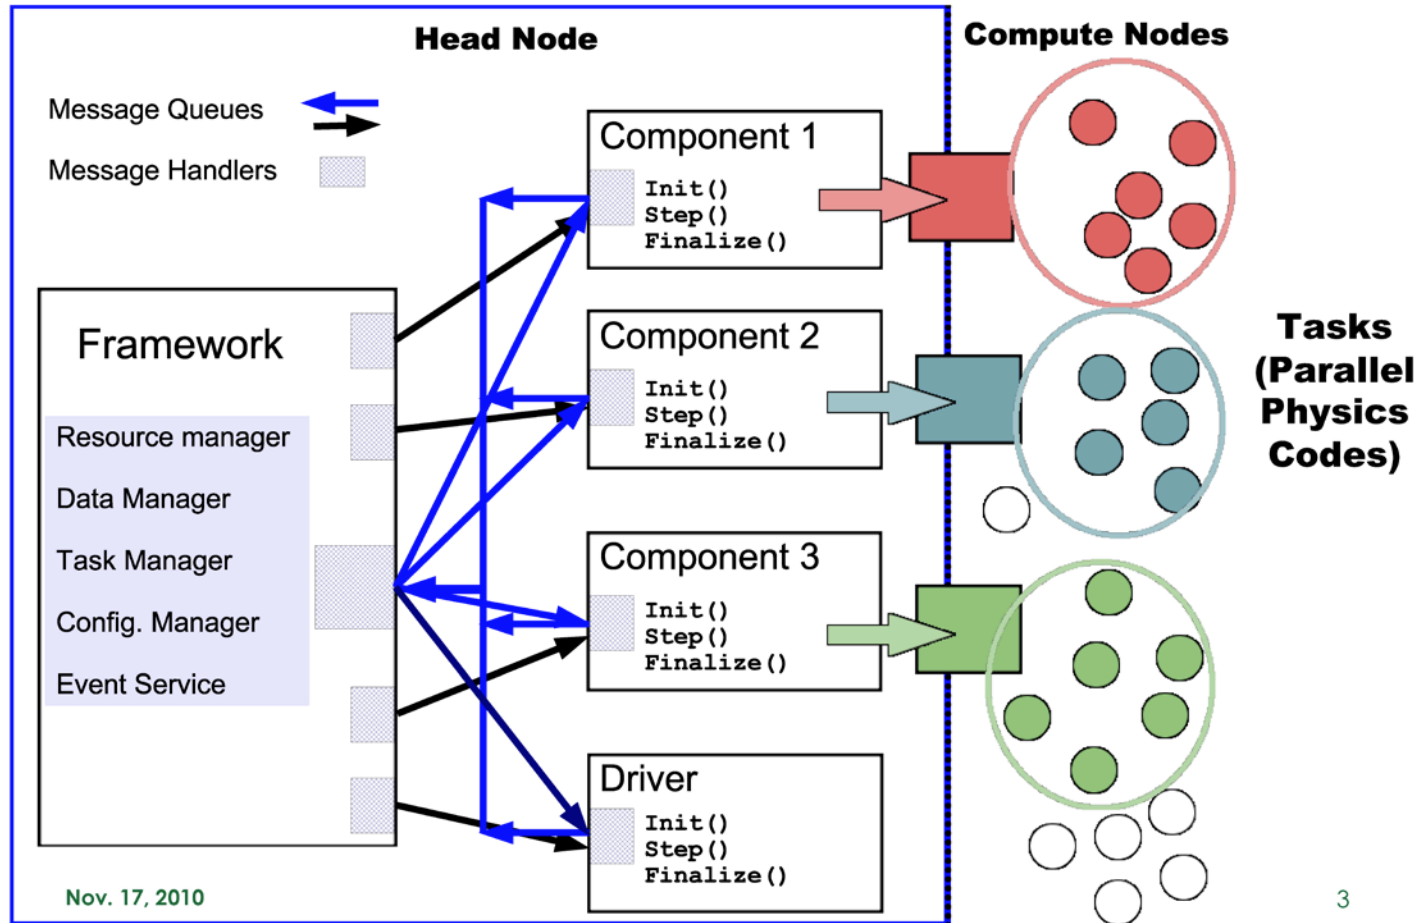 Head Node
Compute Nodes
Message Queues
Message Handlers
Framework
Resource manager
Data Manager
Task Manager
Config. Manager
Event Service
Component 1
Init()
Step()
Finalize()
Component 2
Init()
Step()
Finalize()
Component 3
Init()
Step()
Finalize()
Driver
Init()
Step()
Finalize()
Tasks
(Parallel
Physics
Codes)
Nov. 17, 2010
3